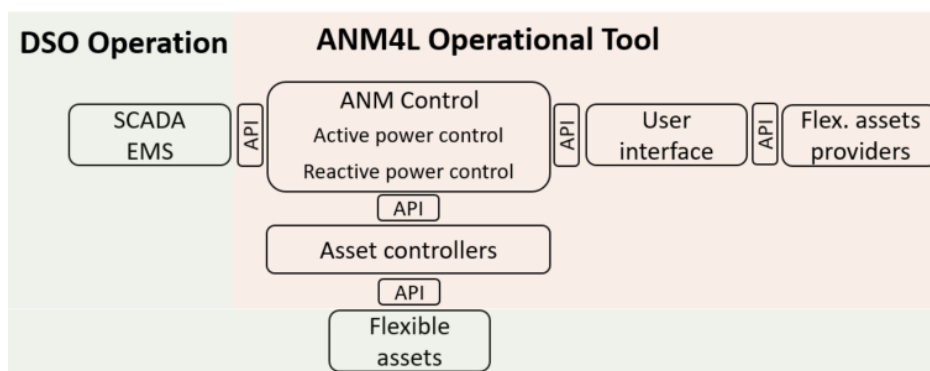 DSO Operation
ANM4L Operational Tool
SCADA
EMS
API
ANM Control
Active power control
Reactive power control
API
User
interface
API
Flex. assets
providers
API
Asset controllers
API
Flexible
assets